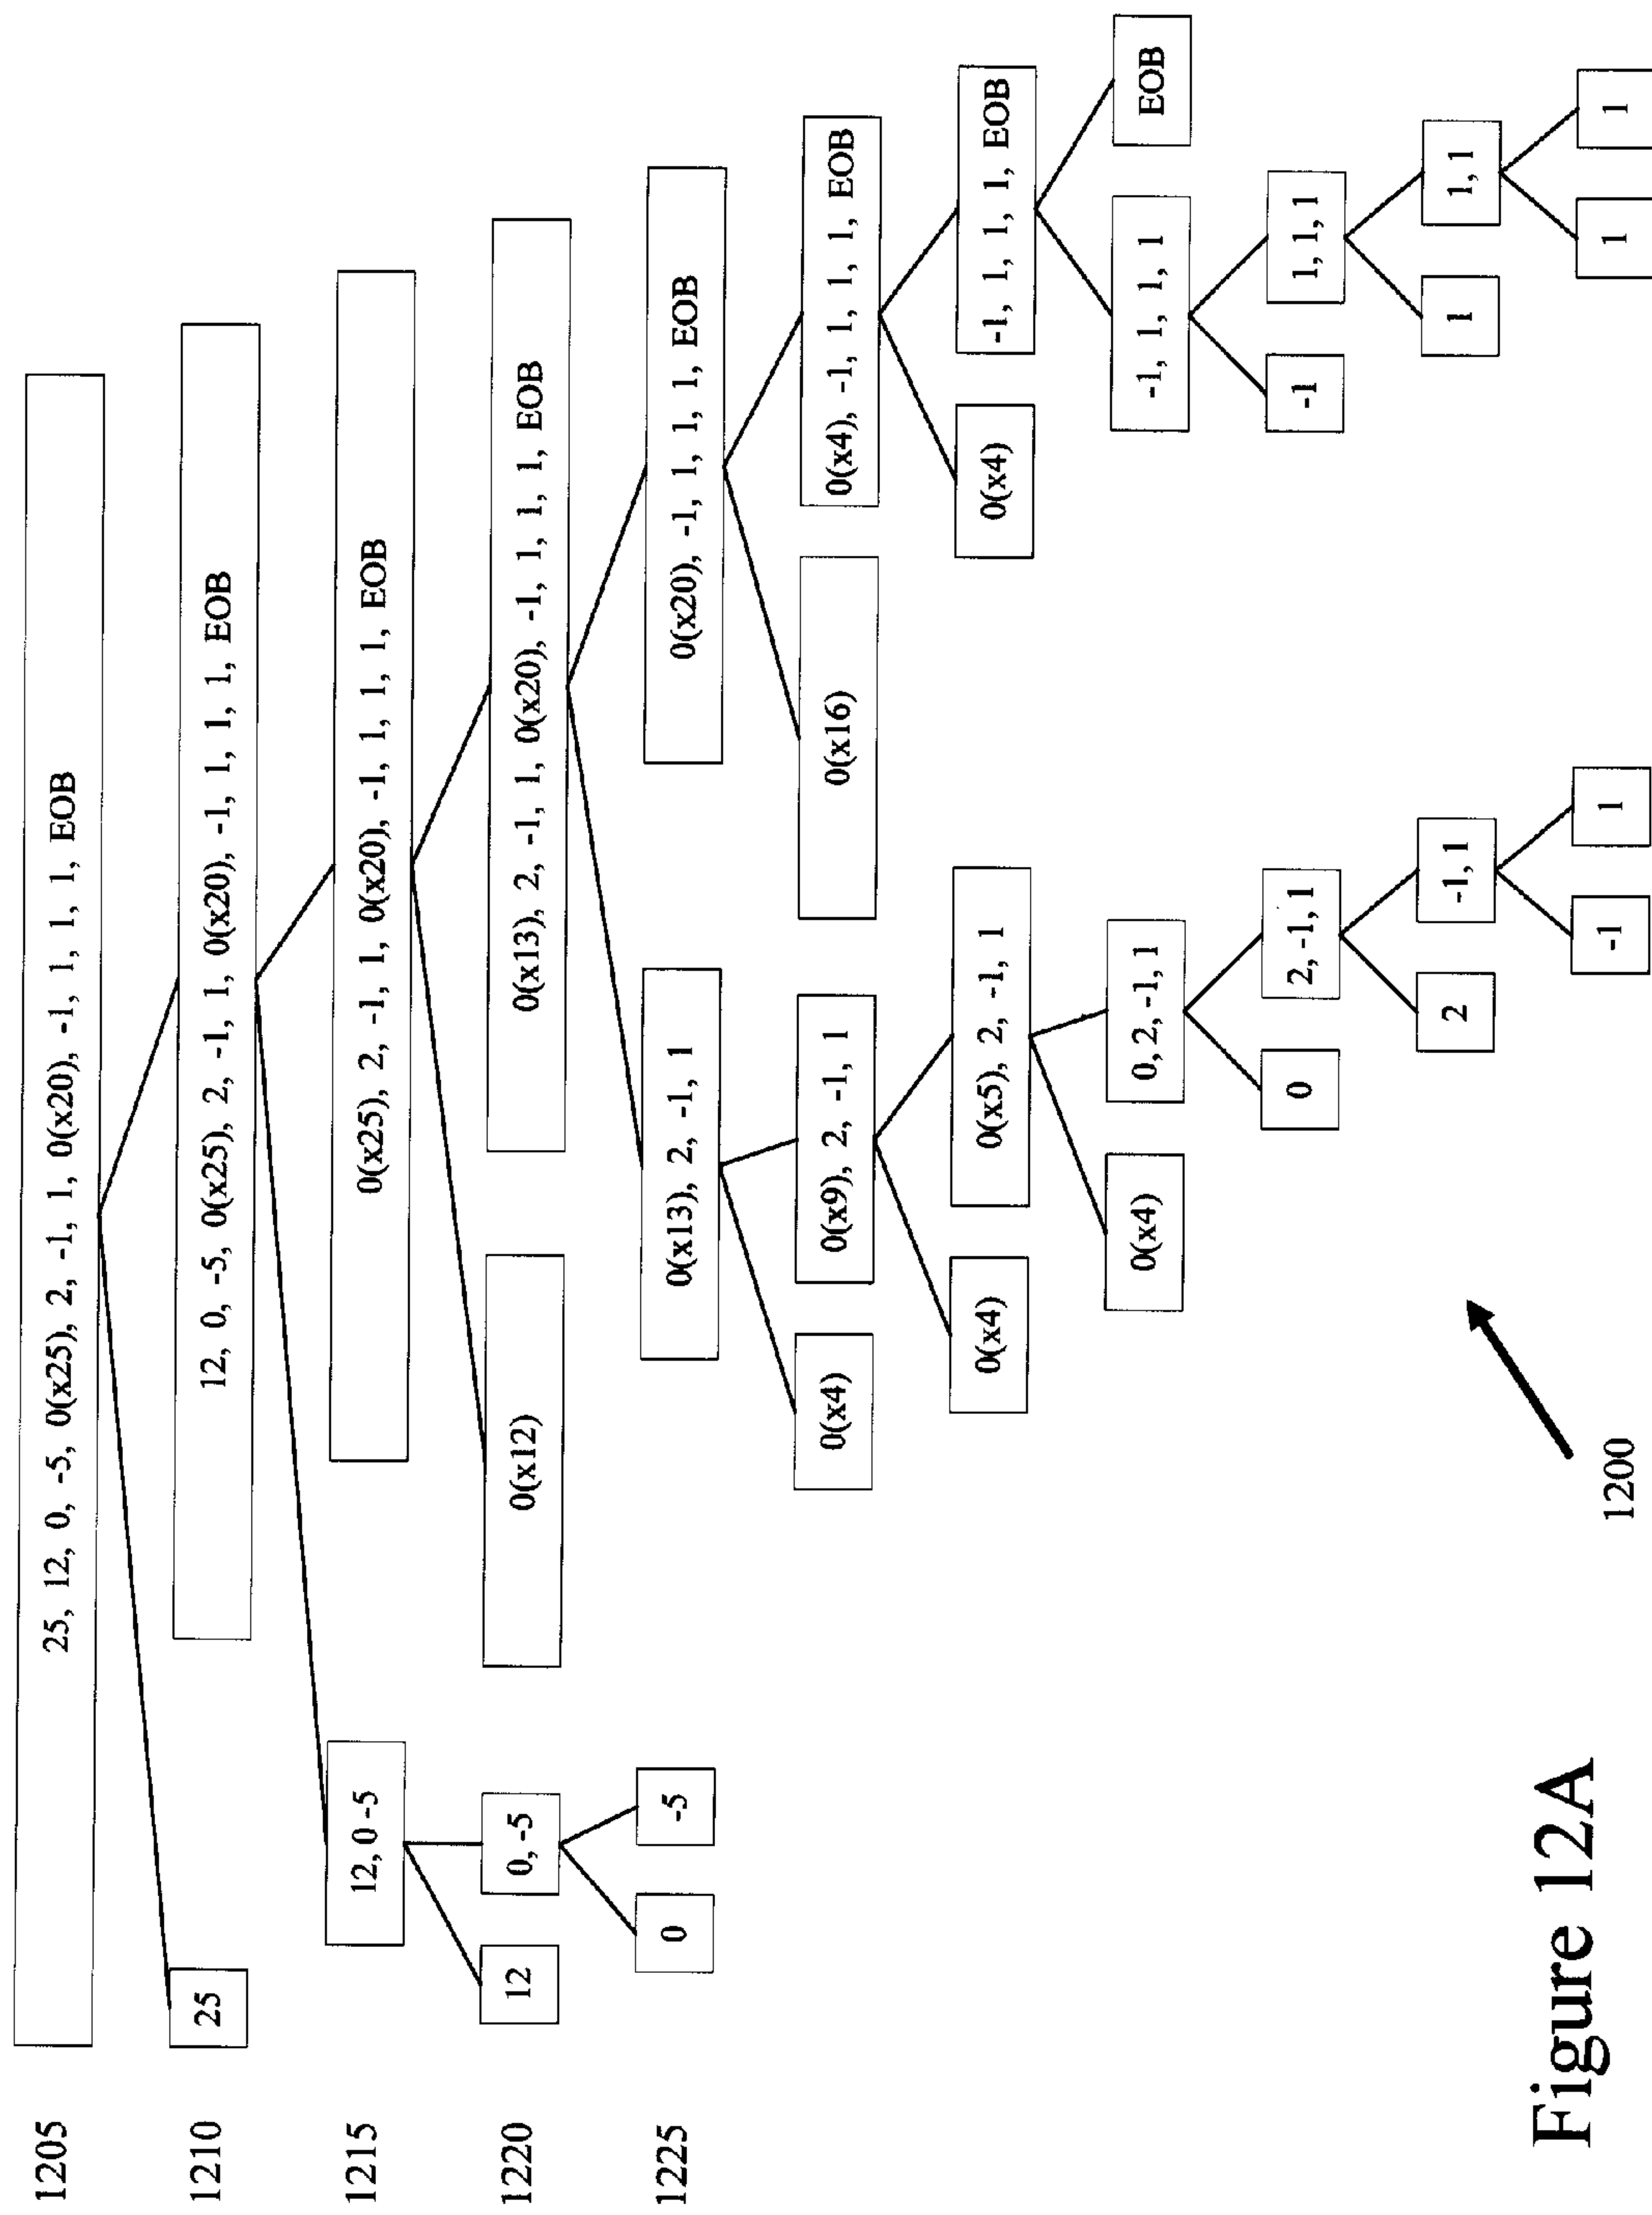 1205
25, 12, 0, -5, 0(x25), 2, -1, 1, 0(x20), -1, 1, 1, 1, EOB
1210
25
12, 0, -5, 0(x25), 2, -1, 1, 0(x20), -1, 1, 1, 1, EOB
1215
12, 0 -5
0(x25), 2, -1, 1, 0(x20), -1, 1, 1, 1, EOB
1220
12
0, -5
0(x12)
0(x13), 2, -1, 1, 0(x20), -1, 1, 1, 1, EOB
1225
0
-5
0(x13), 2, -1, 1
0(x20), -1, 1, 1, 1, EOB
0(x4)
0(x9), 2, -1, 1
0(x16)
0(x4), -1, 1, 1, 1, EOB
0(x4)
0(x5), 2, -1, 1
0(x4)
-1, 1, 1, 1, EOB
0(x4)
0, 2, -1, 1
-1, 1, 1, 1
EOB
0
2, -1, 1
-1
1, 1, 1
2
-1, 1
1
1, 1
-1
1
1
1
1200
Figure 12A